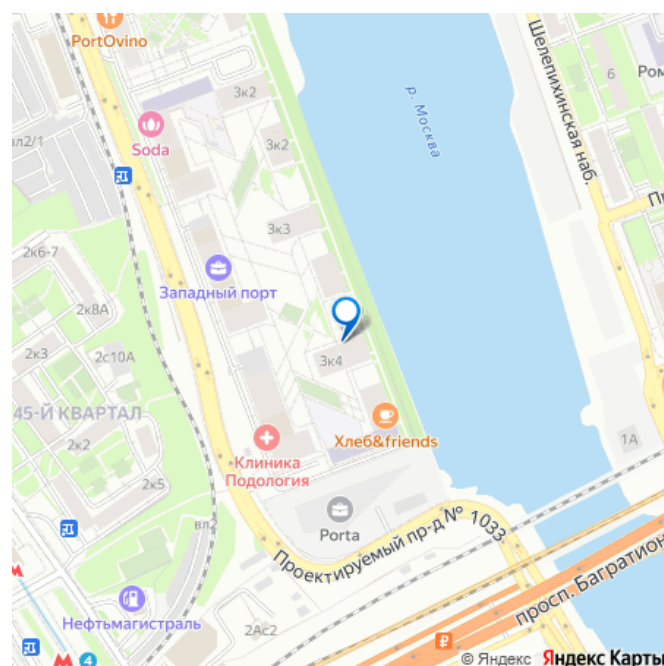 PortOvino
3к2
Шелепихинская наб.
6
Ром
вл2/1
Soda
3к2
р. Москва
3к3
2к6-7
Западный порт
2к8А
2к3
2с10А
3к4
45-Й КВАРТАЛ
2к2
Хлеб&friends
1А
Клиника
Подология
2к5
вл2
Porta
Проектируемый пр-д № 1033
просп. Багратион
Нефтьмагистраль
2Ас2
4
© Яндекс Яндекс Карты